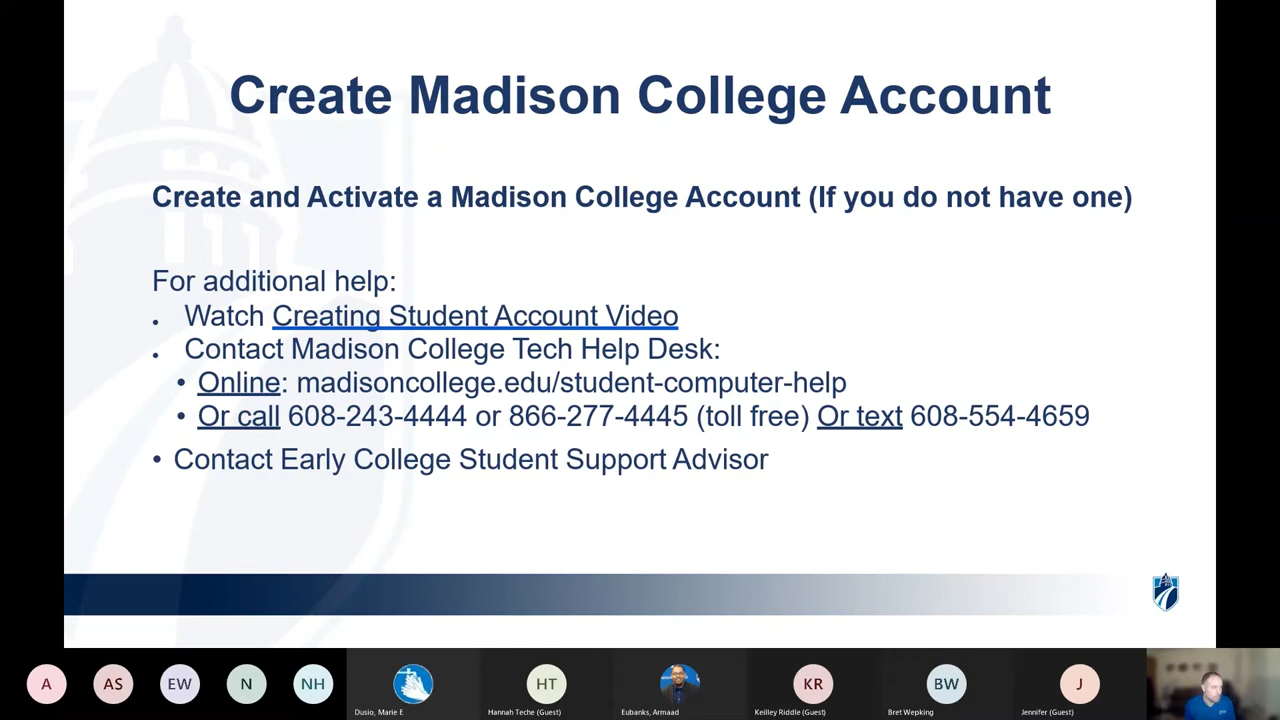 Create Madison College Account
Create and Activate a Madison College Account (If you do not have one)
For additional help:
. Watch Creating Student Account Video
. Contact Madison College Tech Help Desk:
• Online: madisoncollege.edu/student-computer-help
• Or call 608-243-4444 or 866-277-4445 (toll free) Or text 608-554-4659
• Contact Early College Student Support Advisor
A AS EW N NH HT KR BW J
Dusio, Marie E Hannah Teche (Guest) Eubanks, Armaad Keilley Riddle (Guest) Bret Wepking Jennifer (Guest)